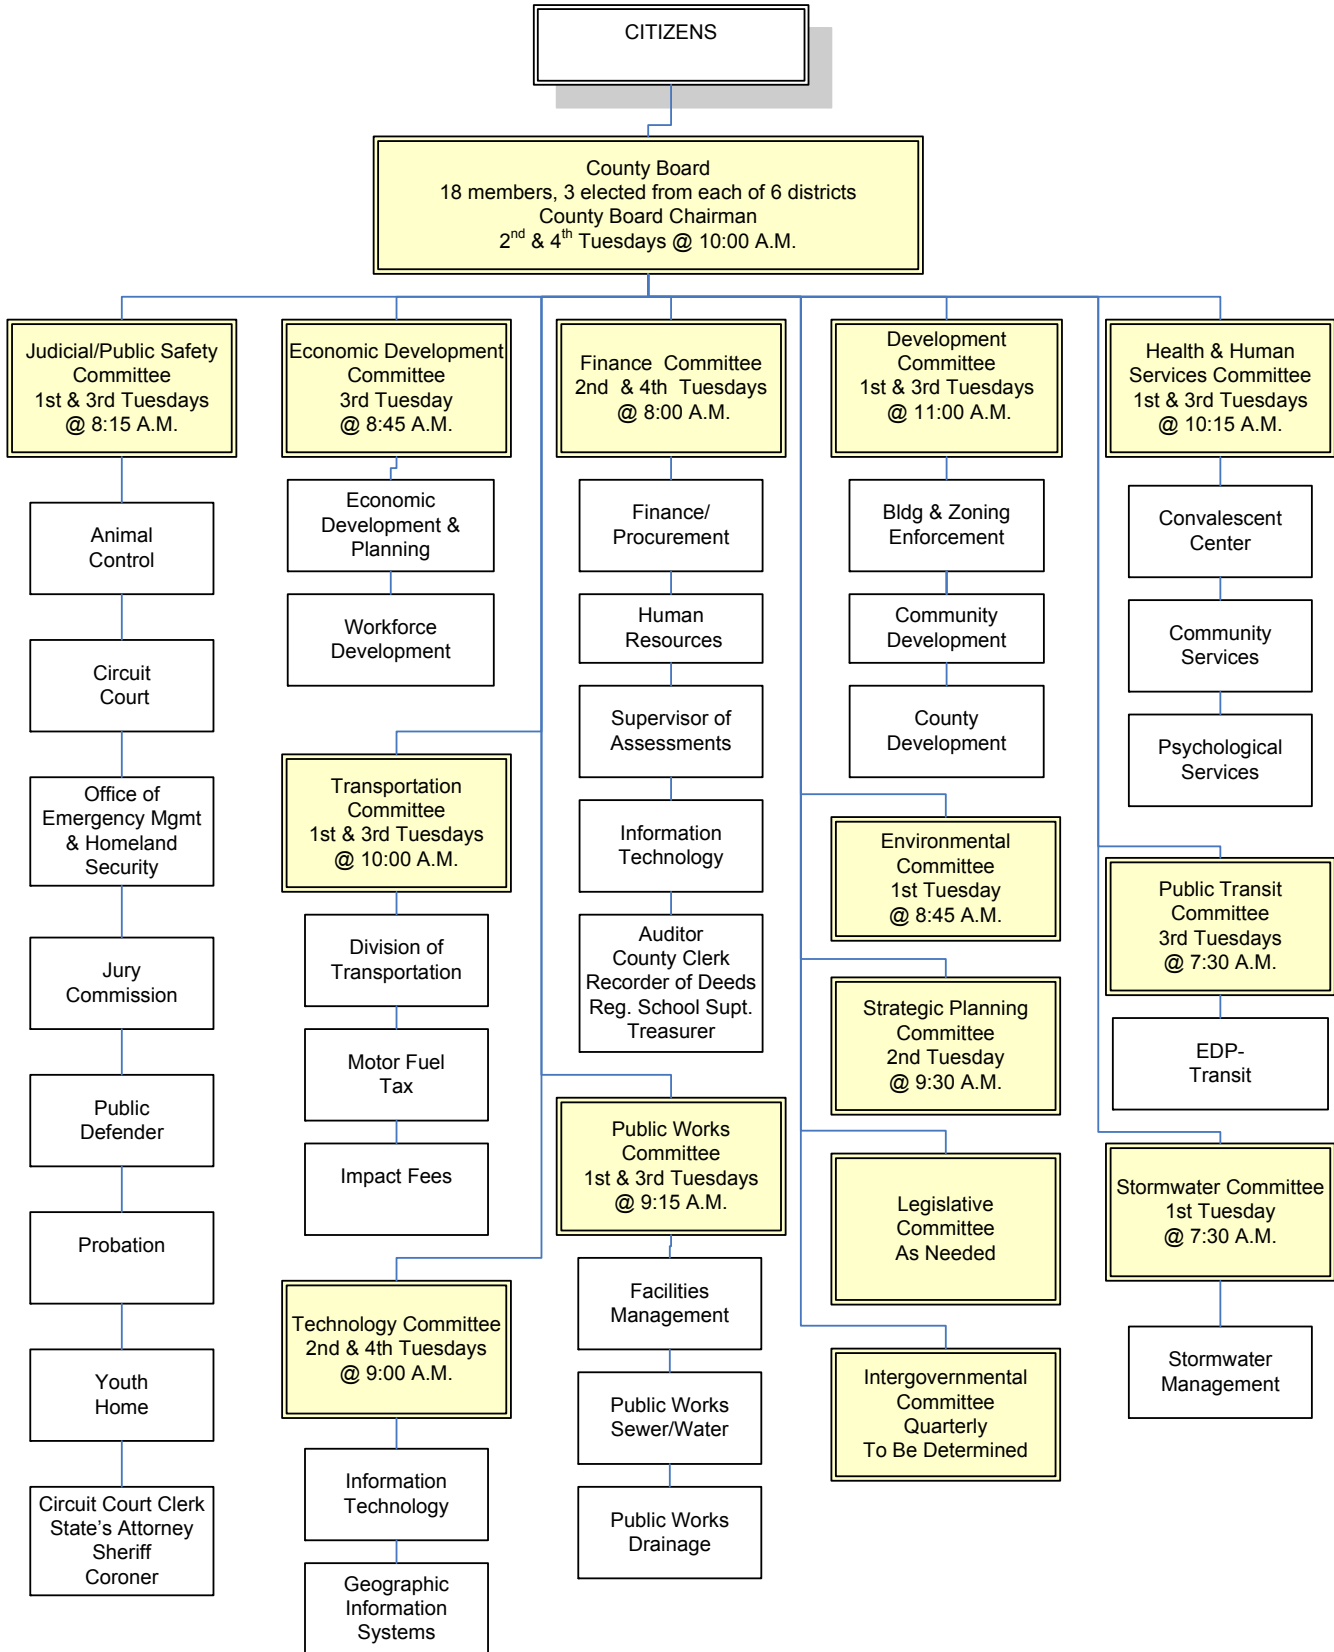 CITIZENS
County Board
18 members, 3 elected from each of 6 districts
County Board Chairman
2nd & 4th Tuesdays @ 10:00 A.M.
Judicial/Public Safety
Committee
1st & 3rd Tuesdays
@ 8:15 A.M.
Animal
Control
Circuit
Court
Office of
Emergency Mgmt
& Homeland
Security
Jury
Commission
Public
Defender
Probation
Youth
Home
Circuit Court Clerk
State’s Attorney
Sheriff
Coroner
Economic Development
Committee
3rd Tuesday
@ 8:45 A.M.
Economic
Development &
Planning
Workforce
Development
Transportation
Committee
1st & 3rd Tuesdays
@ 10:00 A.M.
Division of
Transportation
Motor Fuel
Tax
Impact Fees
Technology Committee
2nd & 4th Tuesdays
@ 9:00 A.M.
Information
Technology
Geographic
Information
Systems
Finance Committee
2nd & 4th Tuesdays
@ 8:00 A.M.
Finance/
Procurement
Human
Resources
Supervisor of
Assessments
Information
Technology
Auditor
County Clerk
Recorder of Deeds
Reg. School Supt.
Treasurer
Public Works
Committee
1st & 3rd Tuesdays
@ 9:15 A.M.
Facilities
Management
Public Works
Sewer/Water
Public Works
Drainage
Development
Committee
1st & 3rd Tuesdays
@ 11:00 A.M.
Bldg & Zoning
Enforcement
Community
Development
County
Development
Environmental
Committee
1st Tuesday
@ 8:45 A.M.
Strategic Planning
Committee
2nd Tuesday
@ 9:30 A.M.
Legislative
Committee
As Needed
Intergovernmental
Committee
Quarterly
To Be Determined
Health & Human
Services Committee
1st & 3rd Tuesdays
@ 10:15 A.M.
Convalescent
Center
Community
Services
Psychological
Services
Public Transit
Committee
3rd Tuesdays
@ 7:30 A.M.
EDP-
Transit
Stormwater Committee
1st Tuesday
@ 7:30 A.M.
Stormwater
Management